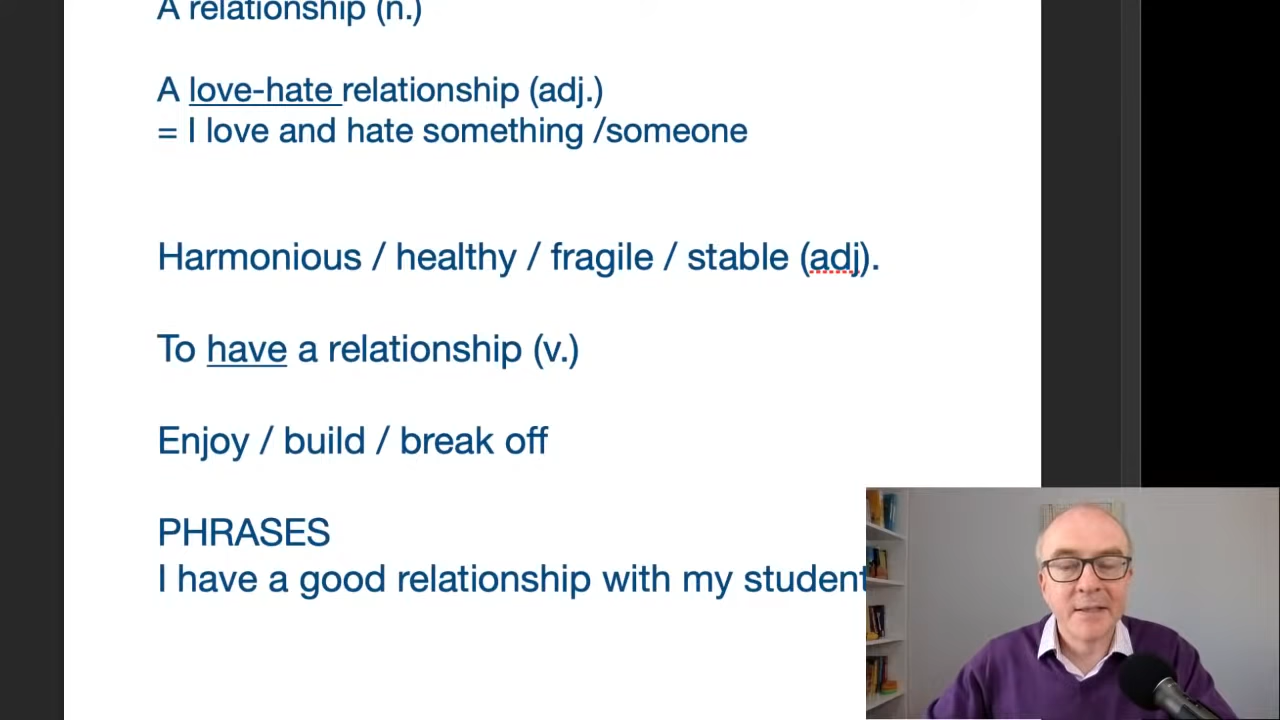 A relationship (n.)
A love-hate relationship (adj.)
= I love and hate something /someone
Harmonious / healthy / fragile / stable (adj).
To have a relationship (v.)
Enjoy / build / break off
PHRASES
I have a good relationship with my student